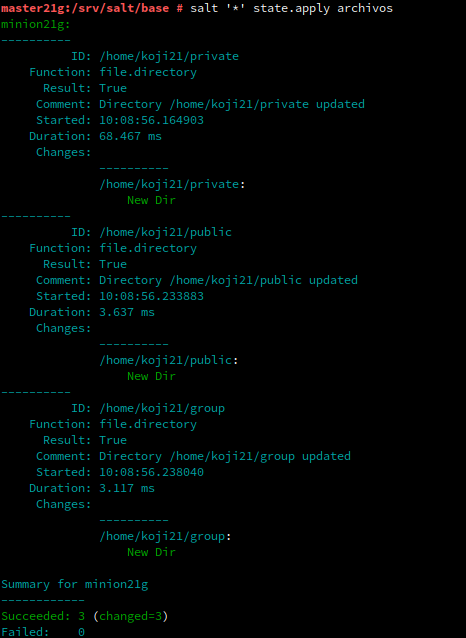 master21g:/srv/salt/base # salt '*' state.apply archivos
minion21g:
----------
          ID: /home/koji21/private
    Function: file.directory
      Result: True
     Comment: Directory /home/koji21/private updated
     Started: 10:08:56.164903
    Duration: 68.467 ms
     Changes:
              ----------
              /home/koji21/private:
                  New Dir
----------
          ID: /home/koji21/public
    Function: file.directory
      Result: True
     Comment: Directory /home/koji21/public updated
     Started: 10:08:56.233883
    Duration: 3.637 ms
     Changes:
              ----------
              /home/koji21/public:
                  New Dir
----------
          ID: /home/koji21/group
    Function: file.directory
      Result: True
     Comment: Directory /home/koji21/group updated
     Started: 10:08:56.238040
    Duration: 3.117 ms
     Changes:
              ----------
              /home/koji21/group:
                  New Dir

Summary for minion21g
------------
Succeeded: 3 (changed=3)
Failed:    0